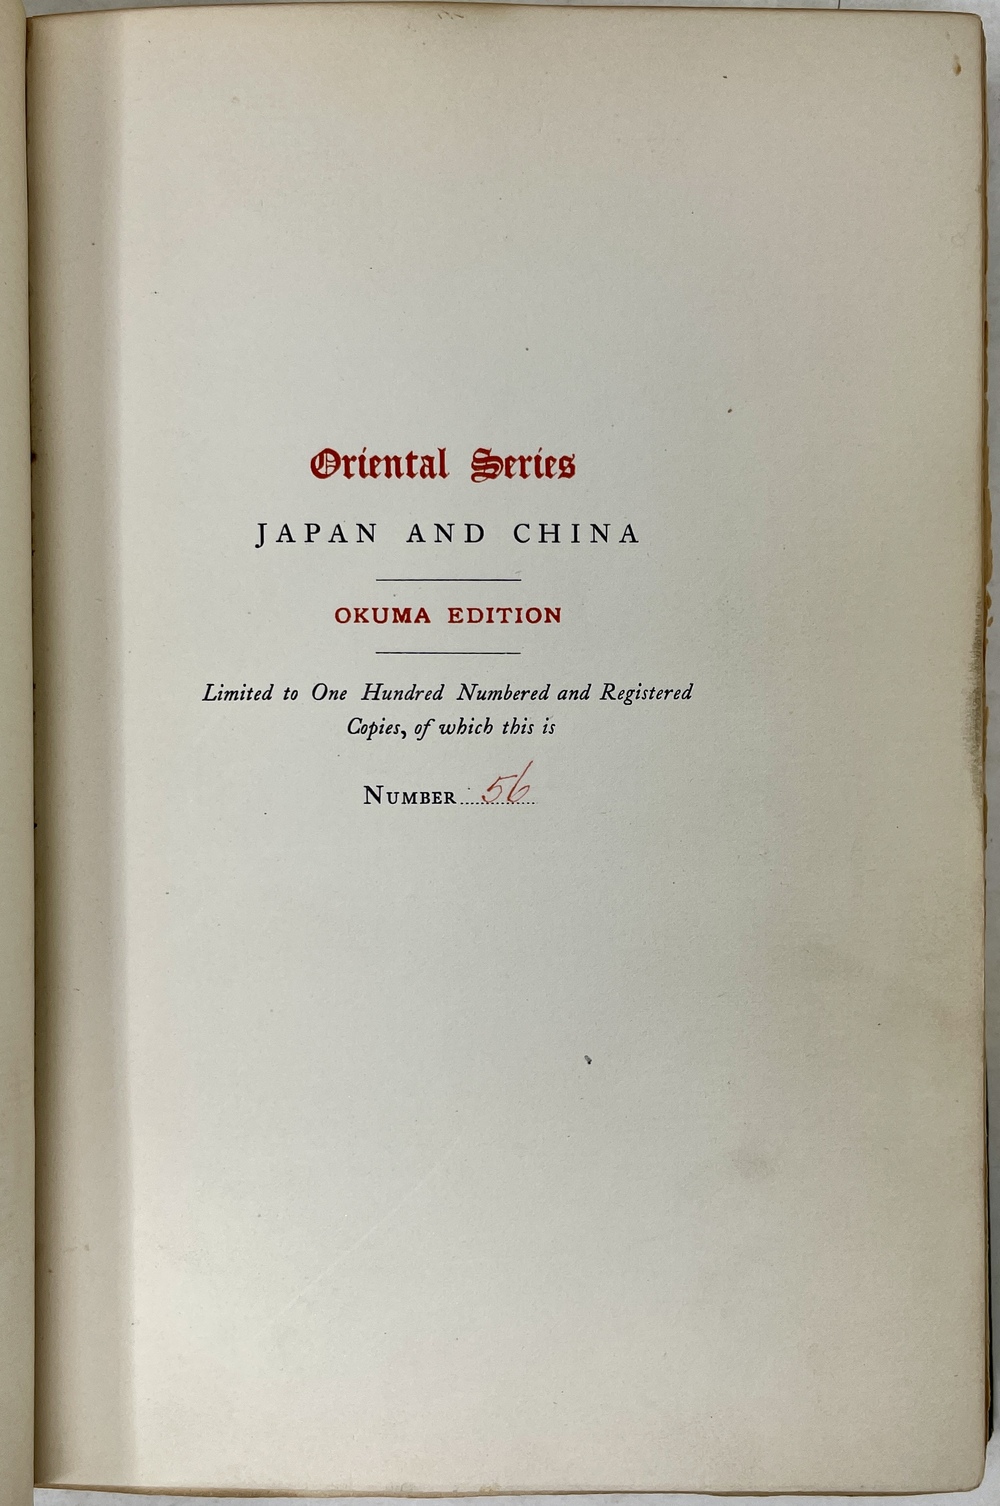 Oriental Series
JAPAN AND CHINA
OKUMA EDITION
Limited to One Hundred Numbered and Registered
Copies, of which this is
NUMBER 56